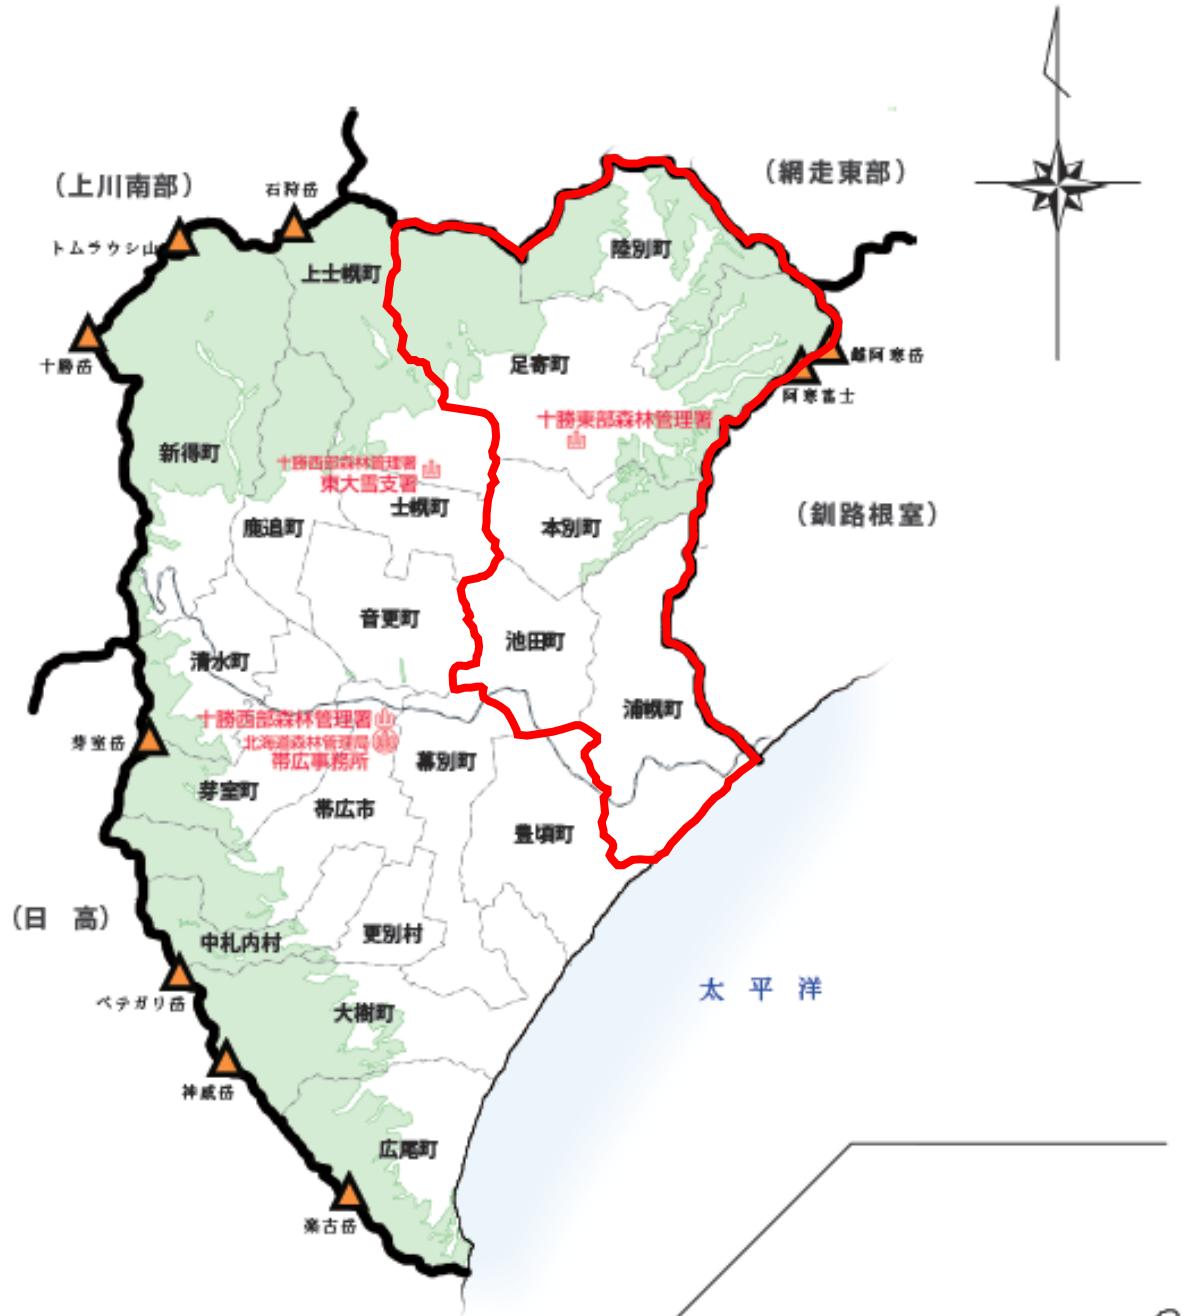 （上川南部）
石狩岳
（網走東部）
トムラウシ山
上士幌町
陸別町
十勝岳
足寄町
雌阿寒岳
阿寒富士
十勝東部森林管理署
新得町
十勝西部森林管理署
東大雪支署
士幌町
鹿追町
本別町
（釧路根室）
音更町
池田町
清水町
浦幌町
十勝西部森林管理署
北海道森林管理局
帯広事務所
芽室岳
幕別町
芽室町
帯広市
豊頃町
（日　高）
中札内村
更別村
ペテガリ岳
太平洋
大樹町
神威岳
広尾町
楽古岳